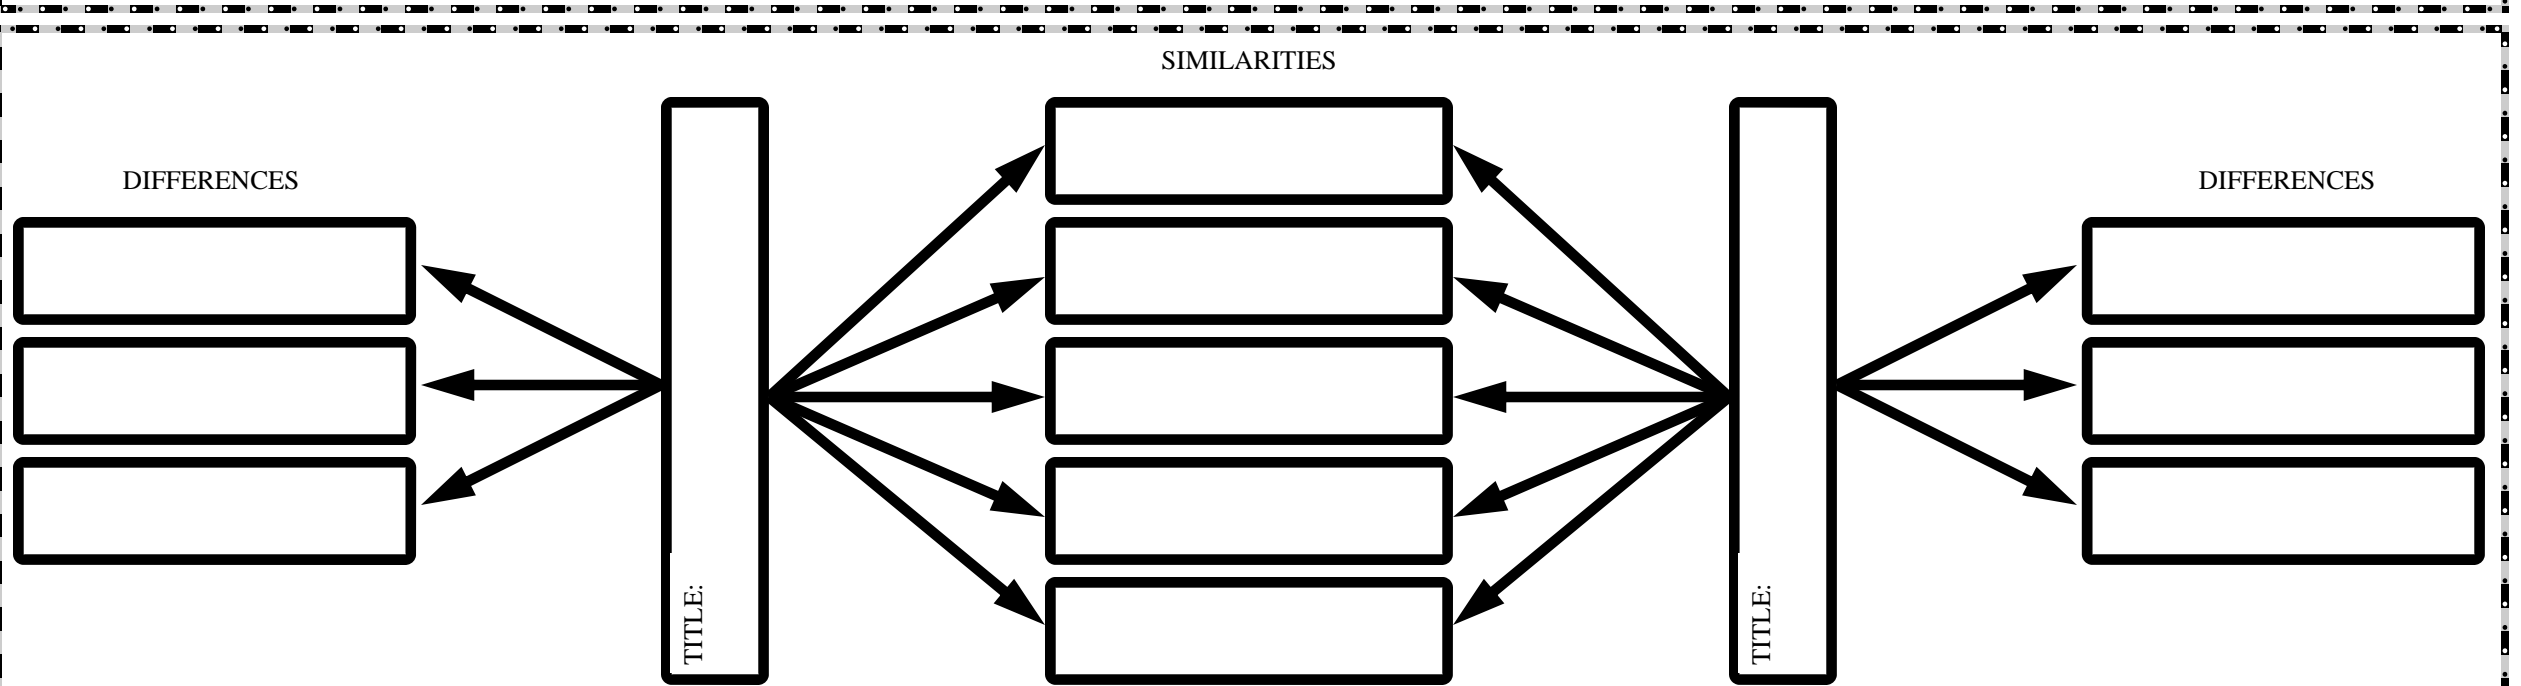 SIMILARITIES
DIFFERENCES
DIFFERENCES
TITLE:
TITLE: